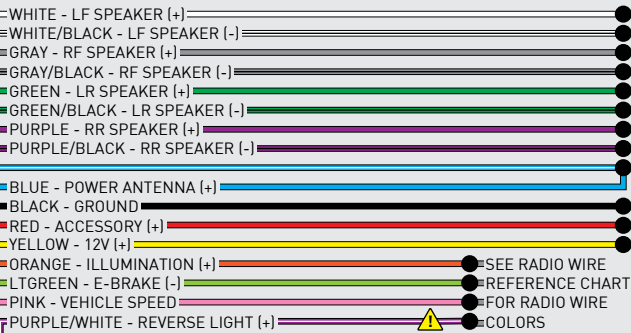 WHITE - LF SPEAKER (+)
WHITE/BLACK - LF SPEAKER (-)
GRAY - RF SPEAKER (+)
GRAY/BLACK - RF SPEAKER (-)
GREEN - LR SPEAKER (+)
GREEN/BLACK - LR SPEAKER (-)
PURPLE - RR SPEAKER (+)
PURPLE/BLACK - RR SPEAKER (-)
BLUE - POWER ANTENNA (+)
BLACK - GROUND
RED - ACCESSORY (+)
YELLOW - 12V (+)
ORANGE - ILLUMINATION (+) SEE RADIO WIRE
LTGREEN - E-BRAKE (-) REFERENCE CHART
PINK - VEHICLE SPEED FOR RADIO WIRE
PURPLE/WHITE - REVERSE LIGHT (+) ! COLORS